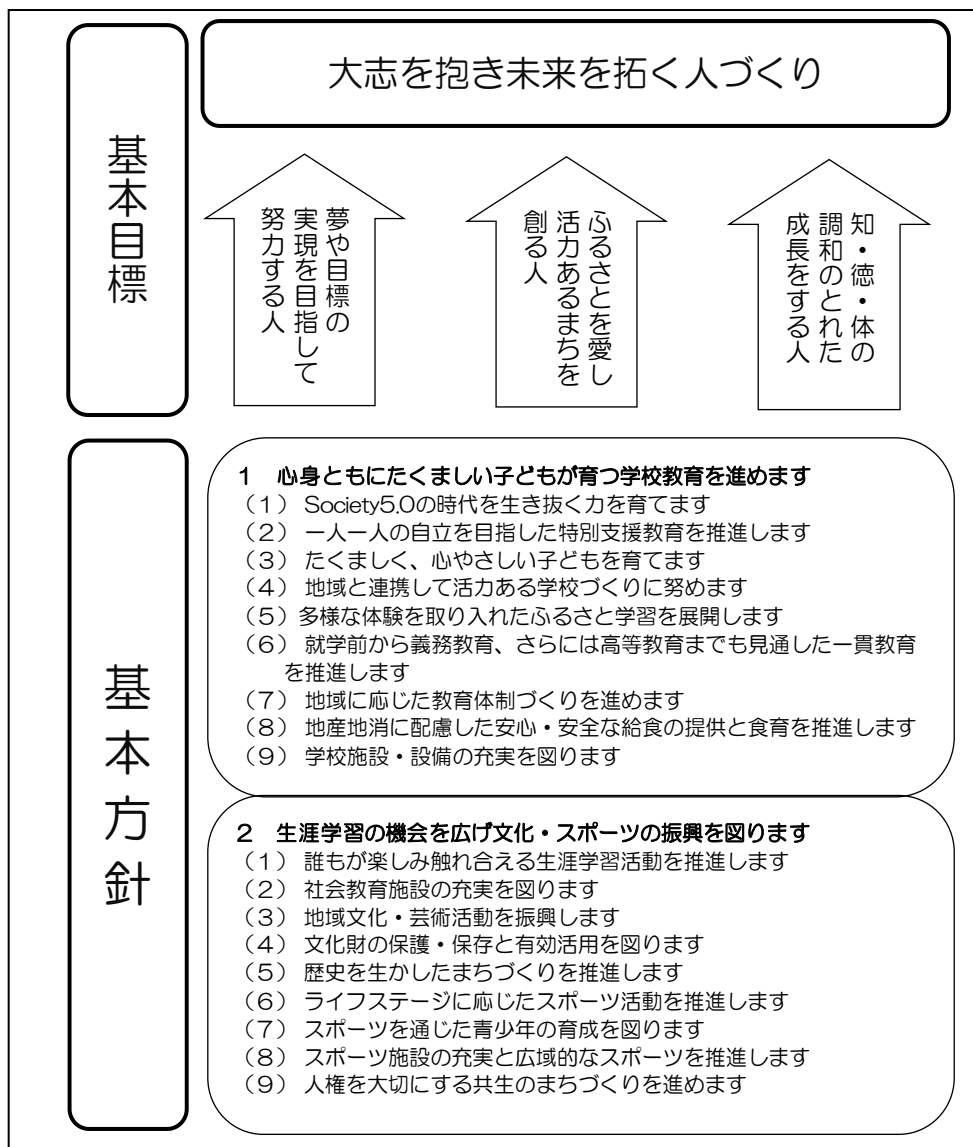 基本目標
大志を抱き未来を拓く人づくり
夢や目標の
実現を目指して
努力する人
ふるさとを愛し
活力あるまちを
創る人
知・徳・体の
調和のとれた
成長をする人
基本方針
１　心身ともにたくましい子どもが育つ学校教育を進めます
（１） Society5.0の時代を生き抜く力を育てます
（２） 一人一人の自立を目指した特別支援教育を推進します
（３） たくましく、心やさしい子どもを育てます
（４） 地域と連携して活力ある学校づくりに努めます
（５）多様な体験を取り入れたふるさと学習を展開します
（６） 就学前から義務教育、さらには高等教育までも見通した一貫教育
を推進します
（７） 地域に応じた教育体制づくりを進めます
（８） 地産地消に配慮した安心・安全な給食の提供と食育を推進します
（９） 学校施設・設備の充実を図ります
２　生涯学習の機会を広げ文化・スポーツの振興を図ります
（１） 誰もが楽しみ触れ合える生涯学習活動を推進します
（２） 社会教育施設の充実を図ります
（３） 地域文化・芸術活動を振興します
（４） 文化財の保護・保存と有効活用を図ります
（５） 歴史を生かしたまちづくりを推進します
（６） ライフステージに応じたスポーツ活動を推進します
（７） スポーツを通じた青少年の育成を図ります
（８） スポーツ施設の充実と広域的なスポーツを推進します
（９） 人権を大切にする共生のまちづくりを進めます